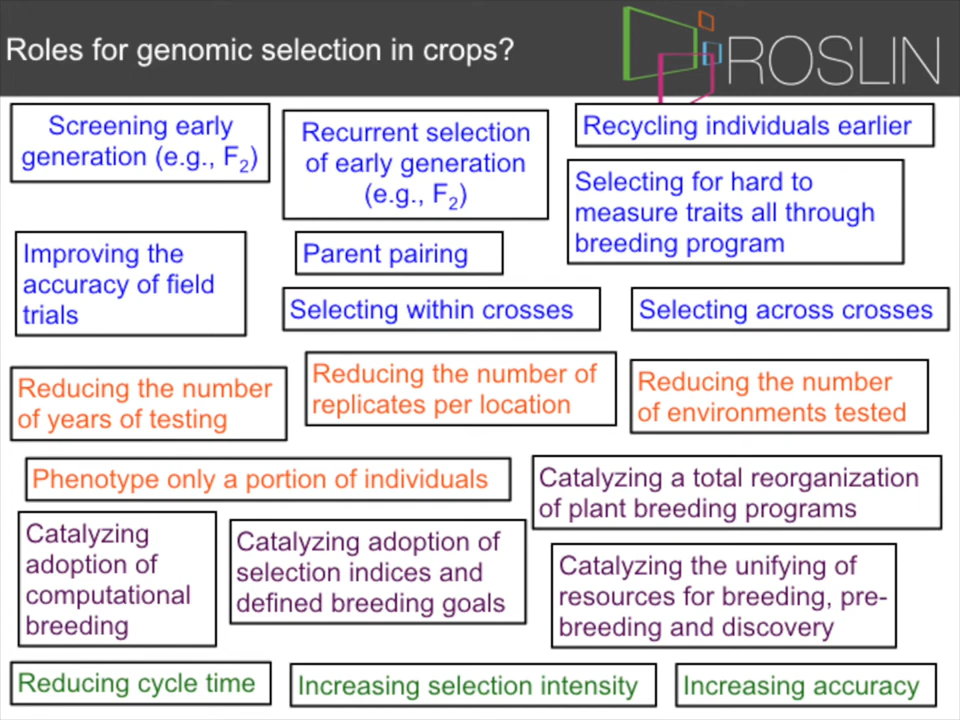 Roles for genomic selection in crops?
ROSLIN
Screening early
generation (e.g., F₂)
Recurrent selection
of early generation
(e.g., F₂)
Recycling individuals earlier
Selecting for hard to
measure traits all through
breeding program
Improving the
accuracy of field
trials
Parent pairing
Selecting within crosses
Selecting across crosses
Reducing the number
of years of testing
Reducing the number of
replicates per location
Reducing the number
of environments tested
Phenotype only a portion of individuals
Catalyzing a total reorganization
of plant breeding programs
Catalyzing
adoption of
computational
breeding
Catalyzing adoption of
selection indices and
defined breeding goals
Catalyzing the unifying of
resources for breeding, pre-
breeding and discovery
Reducing cycle time
Increasing selection intensity
Increasing accuracy